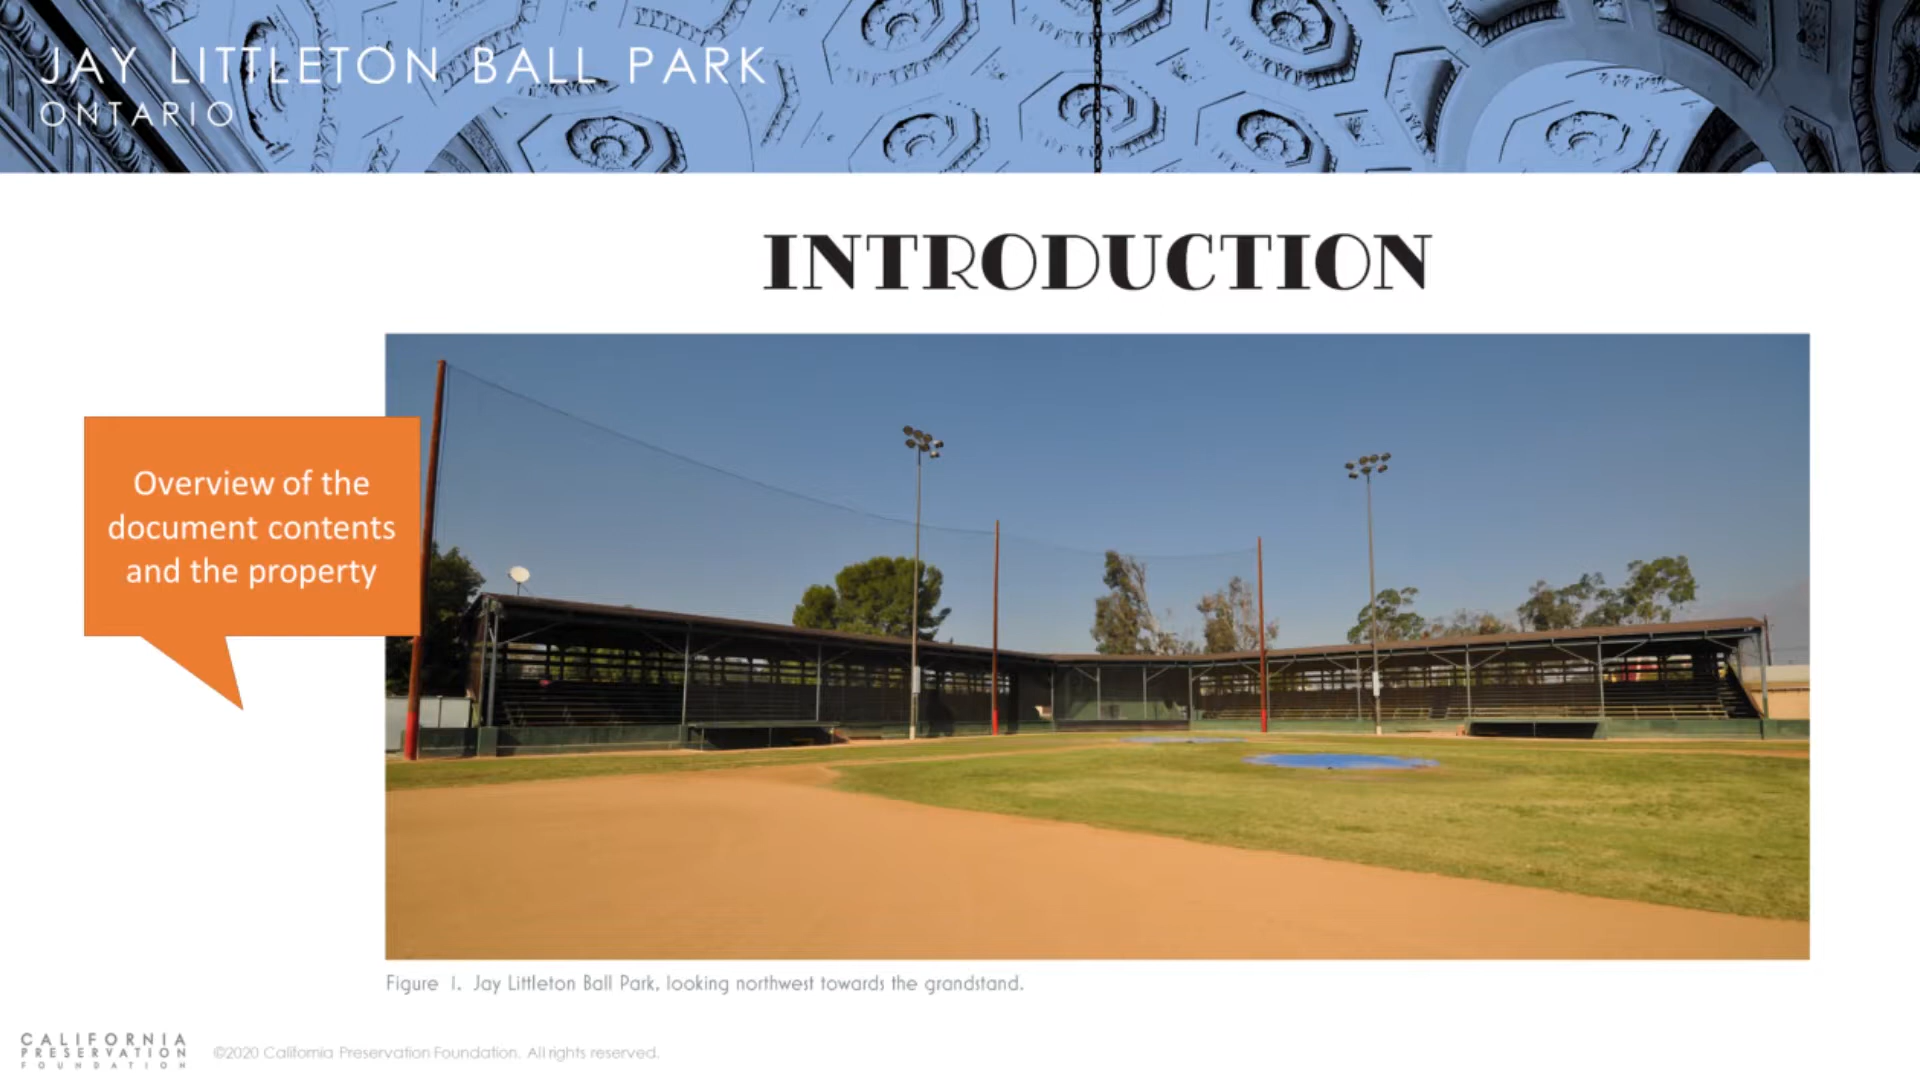 JAY LITTLETON BALL PARK
ONTARIO
INTRODUCTION
Overview of the
document contents
and the property
Figure 1. Jay Littleton Ball Park, looking northwest towards the grandstand.
CALIFORNIA
PRESERVATION
FOUNDATION
©2020 California Preservation Foundation. All rights reserved.